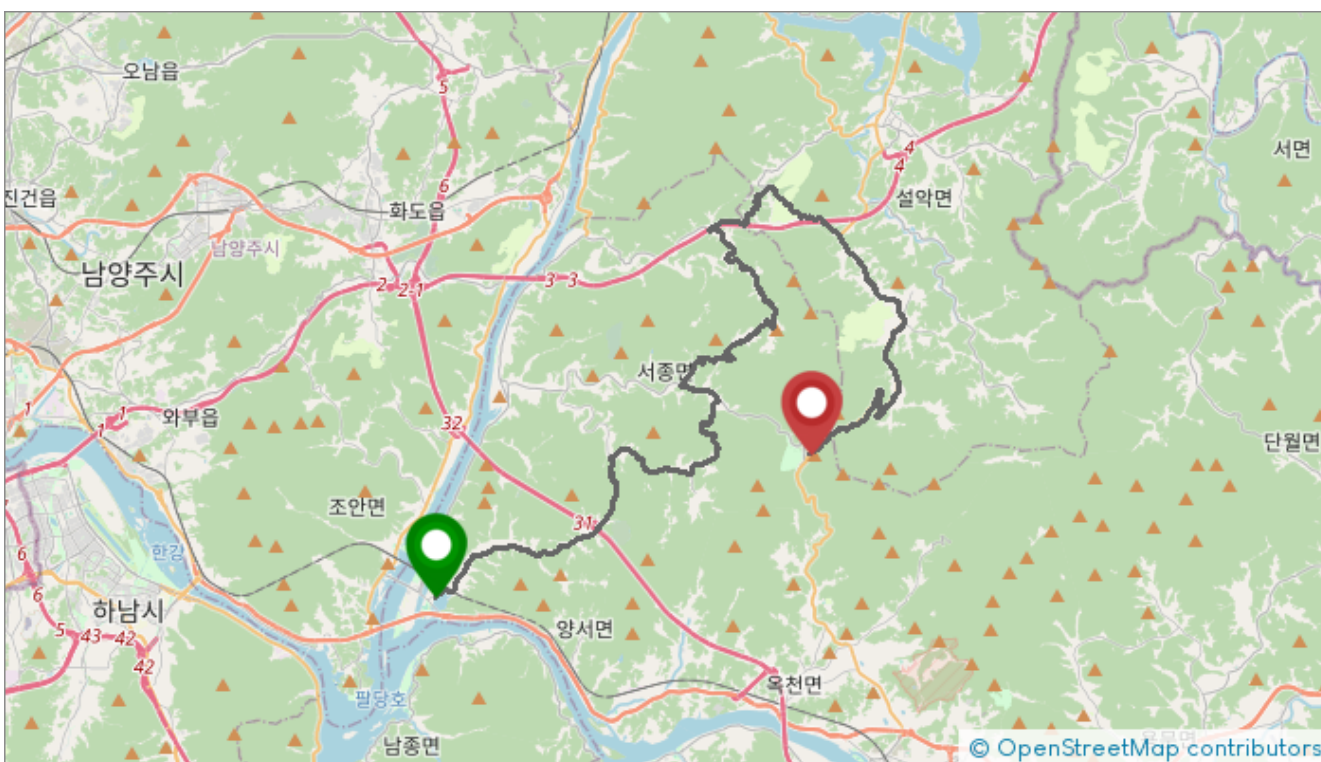 오남읍
5
서면
4
4
진건읍
6
설악면
화도읍
남양주시
남양주시
2
2-1
3
3
서종면
1
1
1
와부읍
32
단월면
조안면
31
한강
6
6
하남시
5
43
42
42
양서면
옥천면
팔당호
남종면
© OpenStreetMap contributors